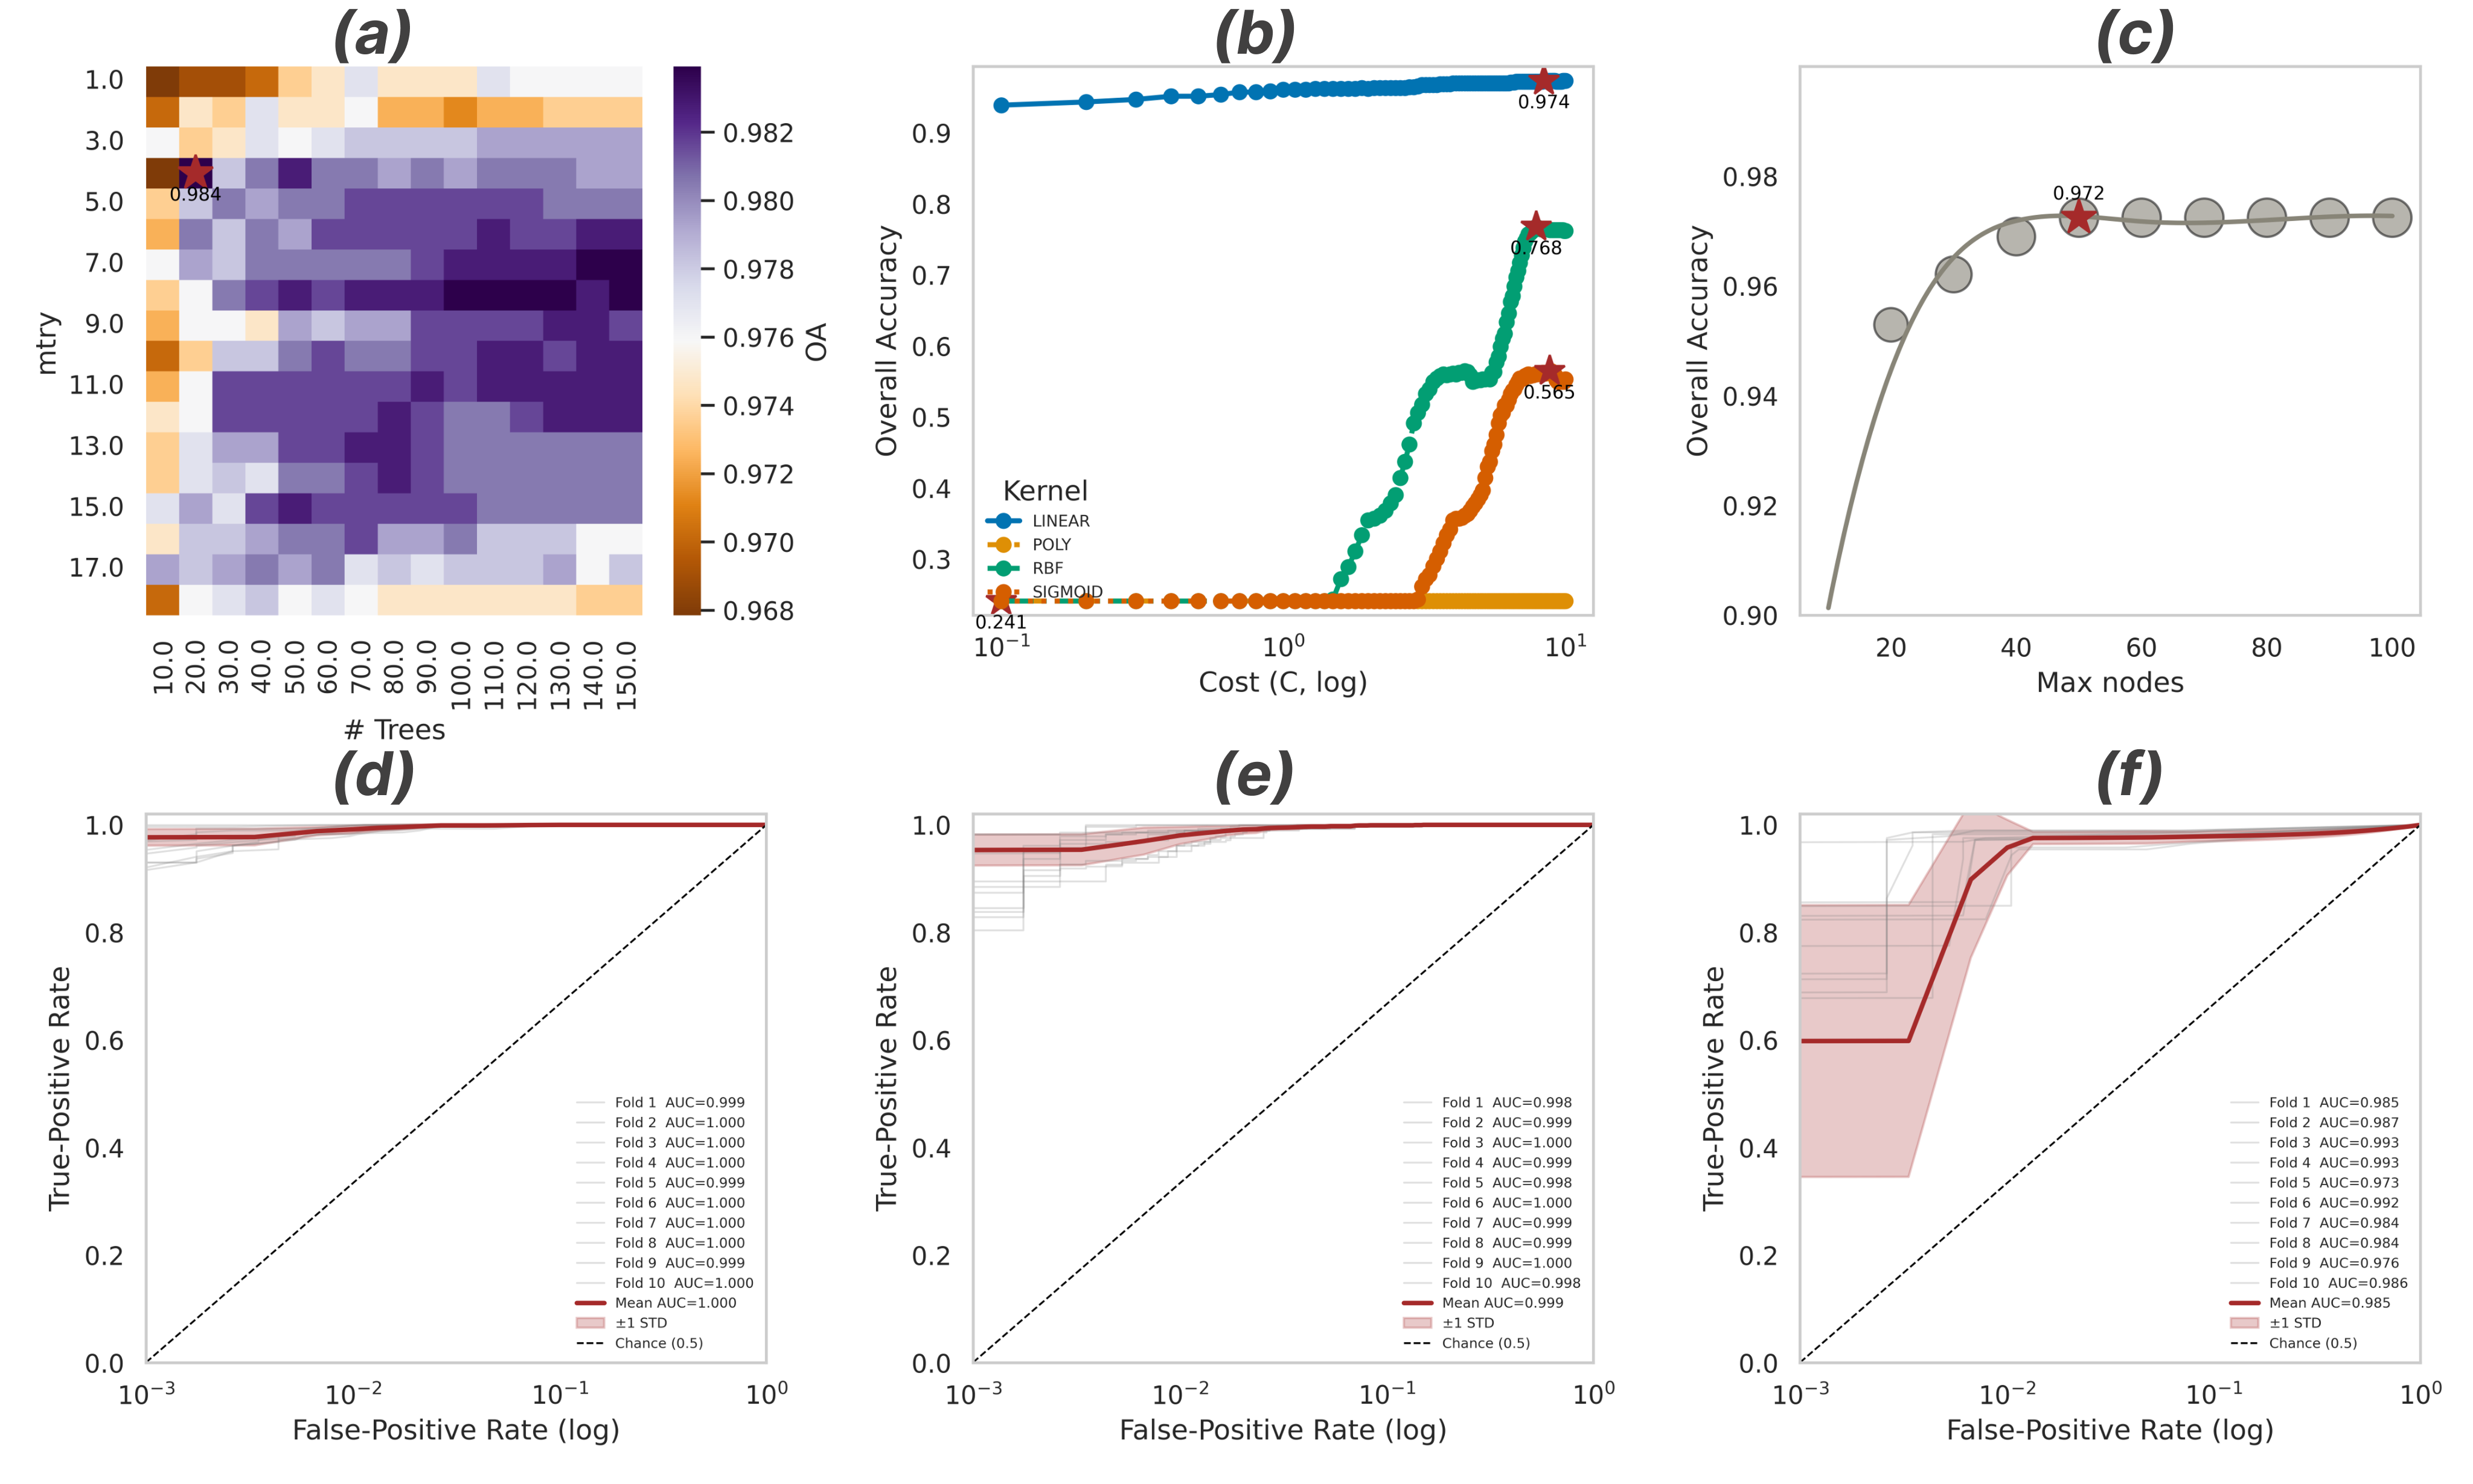 (a)
1.0
3.0
5.0
7.0
9.0
11.0
13.0
15.0
17.0
mtry
0.984
10.0 20.0 30.0 40.0 50.0 60.0 70.0 80.0 90.0 100.0 110.0 120.0 130.0 140.0 150.0
# Trees
0.982
0.980
0.978
0.976
0.974
0.972
0.970
0.968
OA
(b)
Overall Accuracy
0.9
0.8
0.7
0.6
0.5
0.4
0.3
0.974
0.768
0.565
0.241
Kernel
LINEAR
POLY
RBF
SIGMOID
10⁻¹ 10⁰ 10¹
Cost (C, log)
(c)
Overall Accuracy
0.98
0.96
0.94
0.92
0.90
0.972
20 40 60 80 100
Max nodes
(d)
True-Positive Rate
1.0
0.8
0.6
0.4
0.2
0.0
Fold 1 AUC=0.999
Fold 2 AUC=1.000
Fold 3 AUC=1.000
Fold 4 AUC=1.000
Fold 5 AUC=0.999
Fold 6 AUC=1.000
Fold 7 AUC=1.000
Fold 8 AUC=1.000
Fold 9 AUC=0.999
Fold 10 AUC=1.000
Mean AUC=1.000
±1 STD
Chance (0.5)
10⁻³ 10⁻² 10⁻¹ 10⁰
False-Positive Rate (log)
(e)
True-Positive Rate
1.0
0.8
0.6
0.4
0.2
0.0
Fold 1 AUC=0.998
Fold 2 AUC=0.999
Fold 3 AUC=1.000
Fold 4 AUC=0.999
Fold 5 AUC=0.998
Fold 6 AUC=1.000
Fold 7 AUC=0.999
Fold 8 AUC=0.999
Fold 9 AUC=1.000
Fold 10 AUC=0.998
Mean AUC=0.999
±1 STD
Chance (0.5)
10⁻³ 10⁻² 10⁻¹ 10⁰
False-Positive Rate (log)
(f)
True-Positive Rate
1.0
0.8
0.6
0.4
0.2
0.0
Fold 1 AUC=0.985
Fold 2 AUC=0.987
Fold 3 AUC=0.993
Fold 4 AUC=0.993
Fold 5 AUC=0.973
Fold 6 AUC=0.992
Fold 7 AUC=0.984
Fold 8 AUC=0.984
Fold 9 AUC=0.976
Fold 10 AUC=0.986
Mean AUC=0.985
±1 STD
Chance (0.5)
10⁻³ 10⁻² 10⁻¹ 10⁰
False-Positive Rate (log)